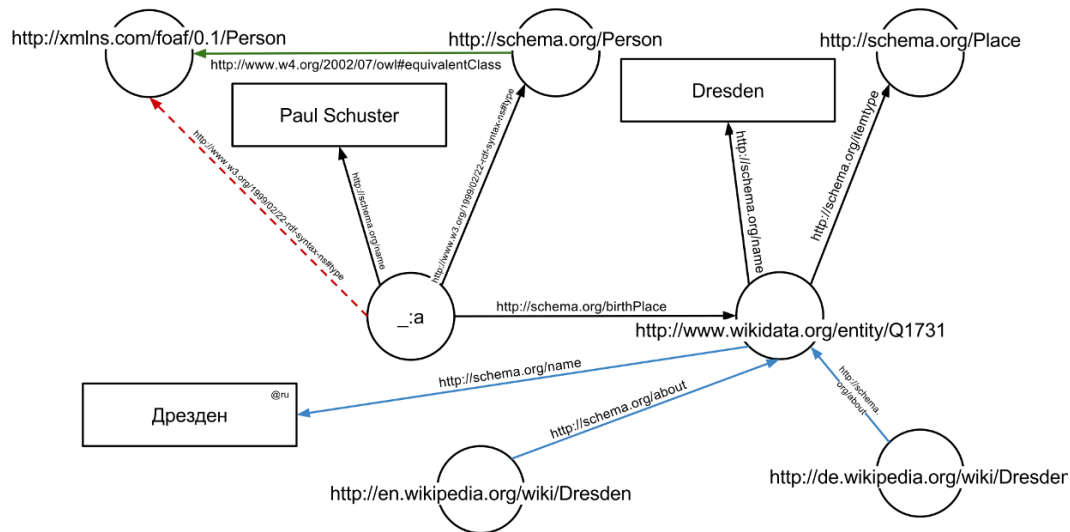 http://xmlns.com/foaf/0.1/Person
http://schema.org/Person
http://schema.org/Place
http://www.w4.org/2002/07/owl#equivalentClass
Paul Schuster
Dresden
http://www.w3.org/1999/02/22-rdf-syntax-ns#type
http://schema.org/name
http://www.w3.org/1999/02/22-rdf-syntax-ns#type
http://schema.org/name
http://schema.org/itemtype
_:a
http://schema.org/birthPlace
http://www.wikidata.org/entity/Q1731
http://schema.org/name
@ru
Дрезден
http://schema.org/about
http://schema.
org/about
http://en.wikipedia.org/wiki/Dresden
http://de.wikipedia.org/wiki/Dresden